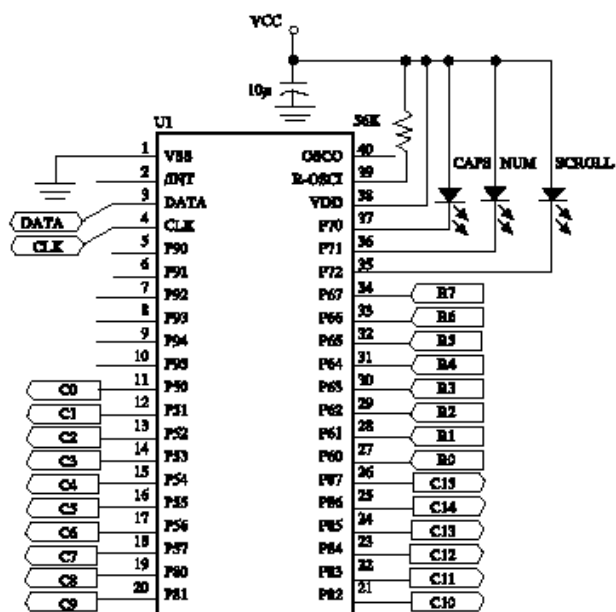 VCC
10µ
U1
36K
1 VSS OSCO 40
2 /INT R-OSCI 39
DATA 3 DATA VDD 38
CLK 4 CLK P70 37
5 P90 P71 36
6 P91 P72 35
7 P92 P67 34 R7
8 P93 P66 33 R6
9 P94 P65 32 R5
10 P95 P64 31 R4
C0 11 P50 P63 30 R3
C1 12 P51 P62 29 R2
C2 13 P52 P61 28 R1
C3 14 P53 P60 27 R0
C4 15 P54 P87 26 C15
C5 16 P55 P86 25 C14
C6 17 P56 P85 24 C13
C7 18 P57 P84 23 C12
C8 19 P80 P83 22 C11
C9 20 P81 P82 21 C10
CAPS NUM SCROLL